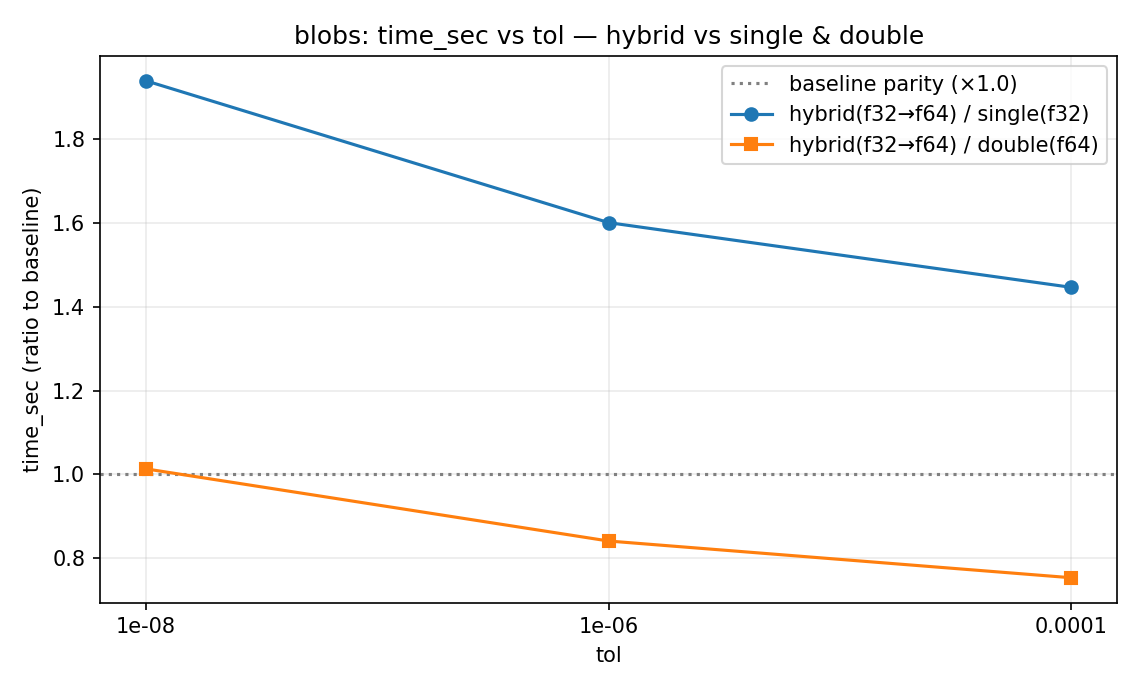 blobs: time_sec vs tol — hybrid vs single & double
baseline parity (×1.0)
hybrid(f32→f64) / single(f32)
hybrid(f32→f64) / double(f64)
time_sec (ratio to baseline)
1.8
1.6
1.4
1.2
1.0
0.8
1e-08
1e-06
0.0001
tol